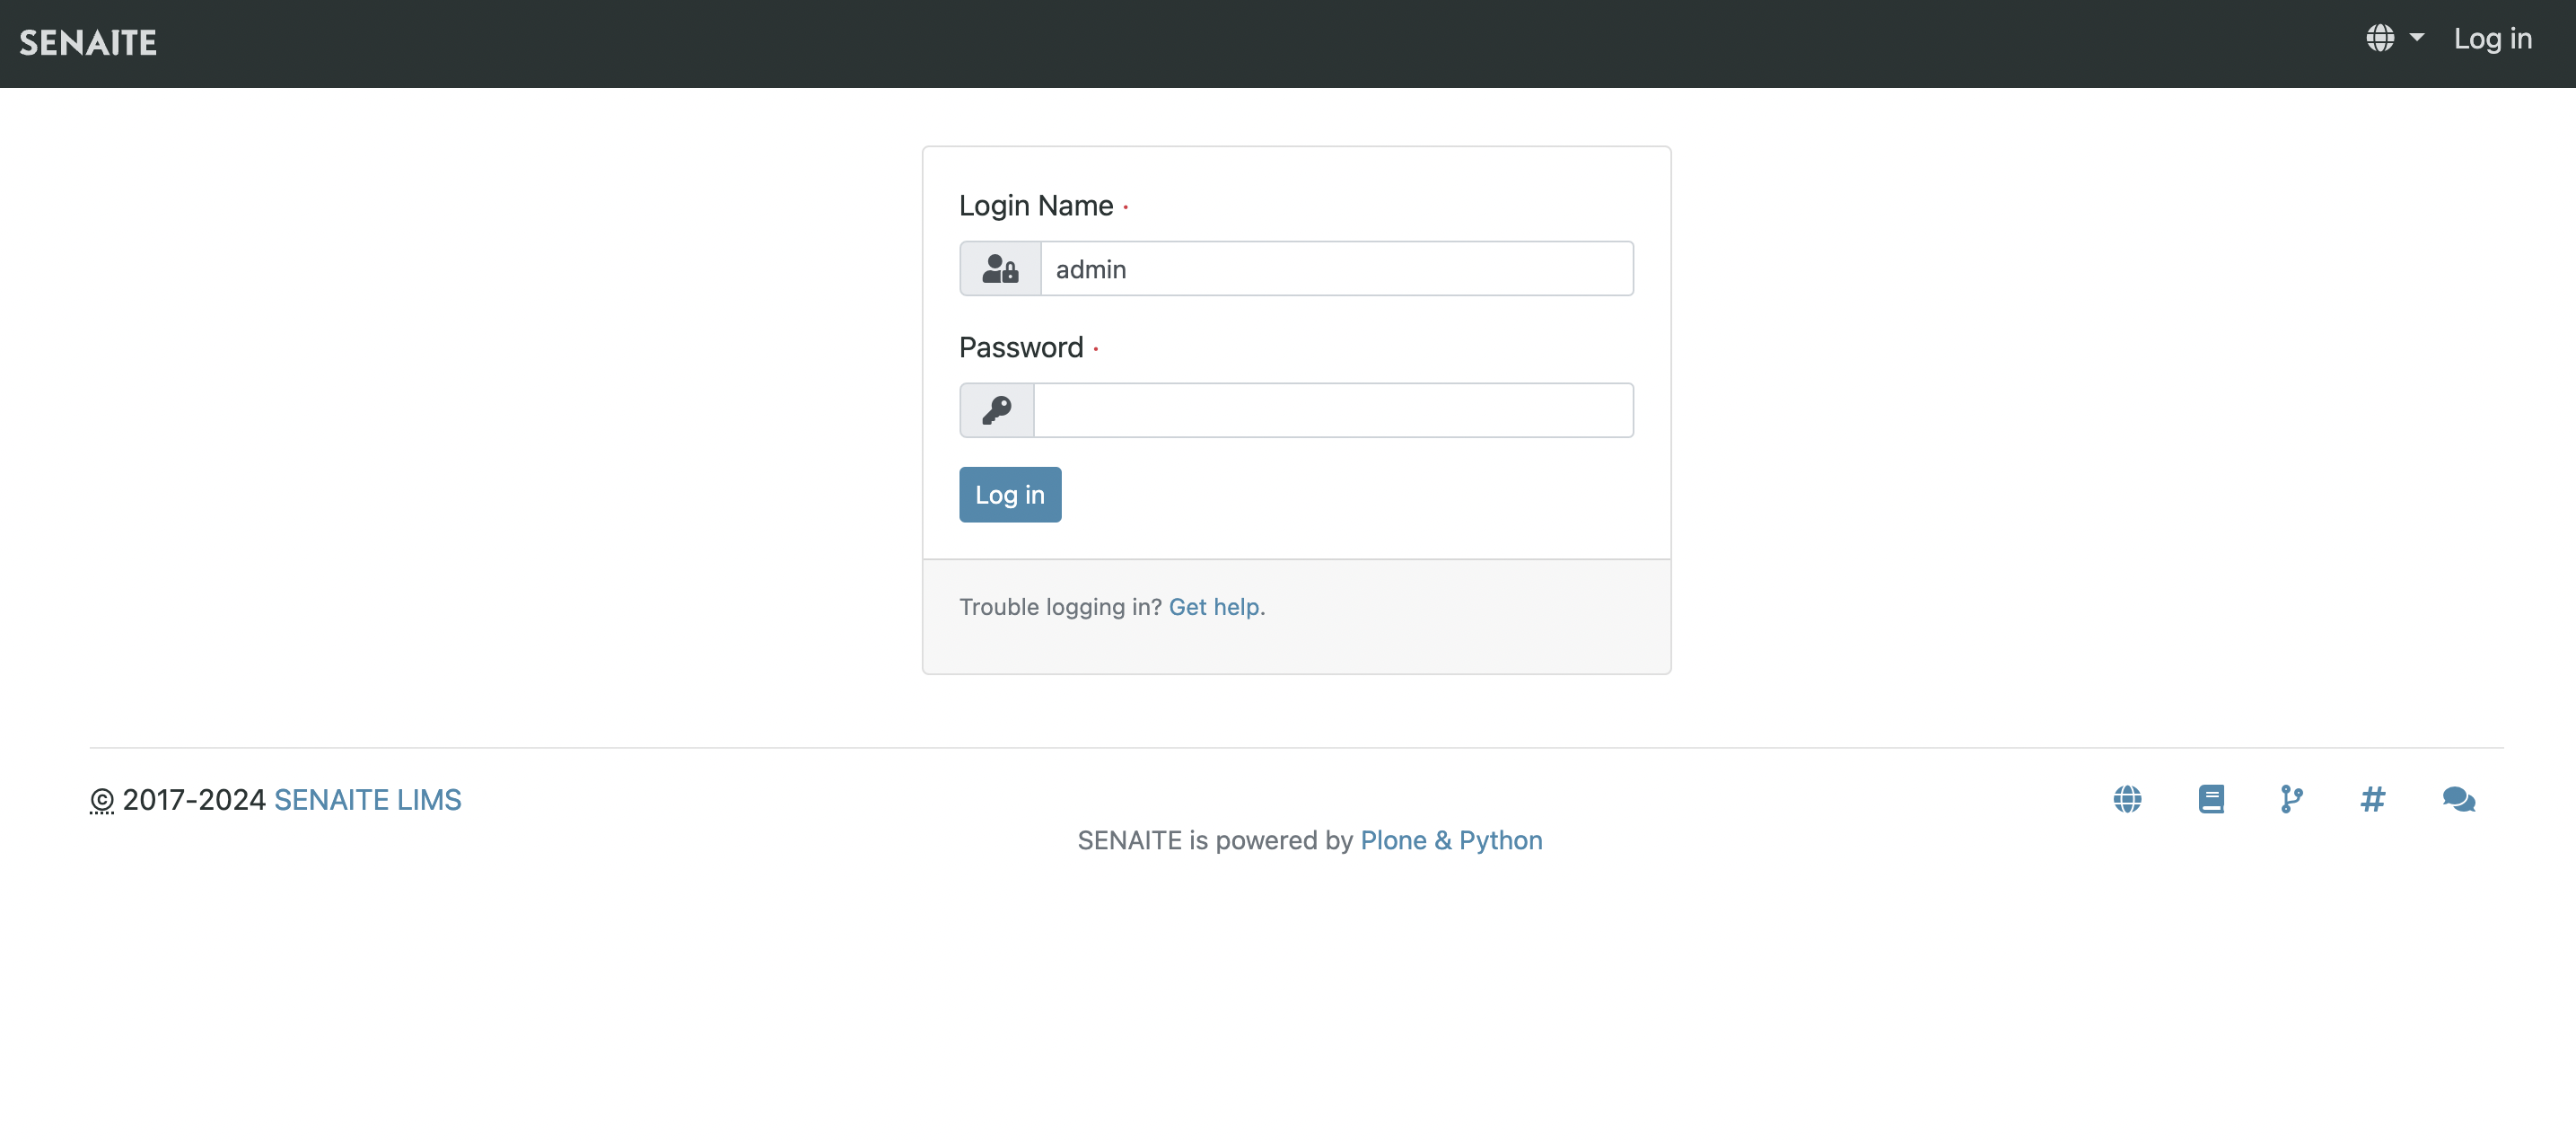 SENAITE
Log in
Login Name
admin
Password
Log in
Trouble logging in? Get help.
© 2017-2024 SENAITE LIMS
SENAITE is powered by Plone & Python